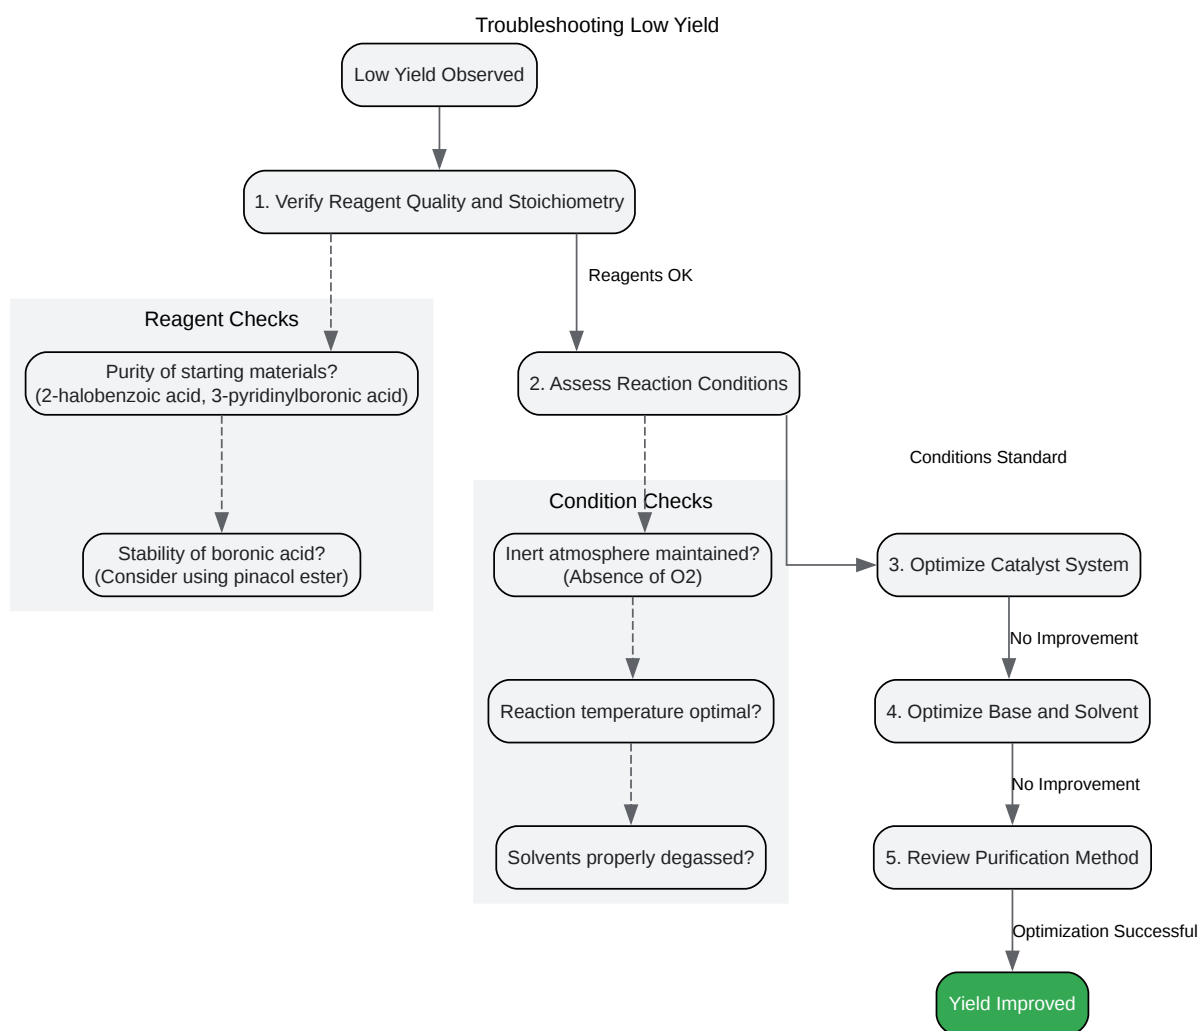 Troubleshooting Low Yield
Low Yield Observed
1. Verify Reagent Quality and Stoichiometry
Reagents OK
Reagent Checks
Purity of starting materials?
(2-halobenzoic acid, 3-pyridinylboronic acid)
2. Assess Reaction Conditions
Conditions Standard
Condition Checks
Stability of boronic acid?
(Consider using pinacol ester)
Inert atmosphere maintained?
(Absence of O2)
3. Optimize Catalyst System
No Improvement
Reaction temperature optimal?
4. Optimize Base and Solvent
No Improvement
Solvents properly degassed?
5. Review Purification Method
Optimization Successful
Yield Improved